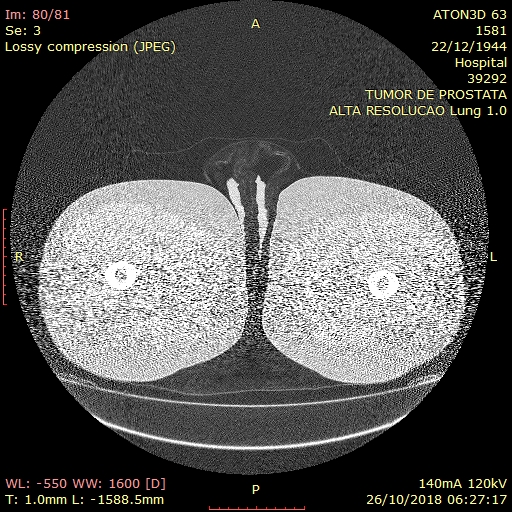 Im: 80/81
Se: 3
Lossy compression (JPEG)
A
ATON3D 63
1581
22/12/1944
Hospital
39292
TUMOR DE PROSTATA
ALTA RESOLUCAO Lung 1.0
R
L
WL: -550 WW: 1600 [D]
T: 1.0mm L: -1588.5mm
P
140mA 120kV
26/10/2018 06:27:17